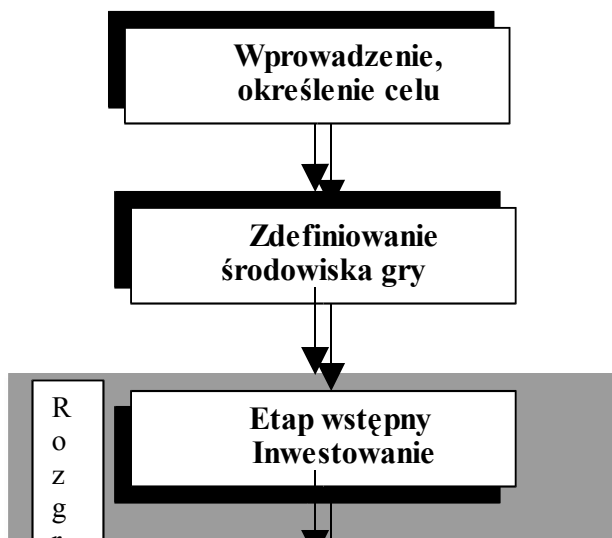 Wprowadzenie,
określenie celu
Zdefiniowanie
środowiska gry
Etap wstępny
Inwestowanie
R
o
z
g